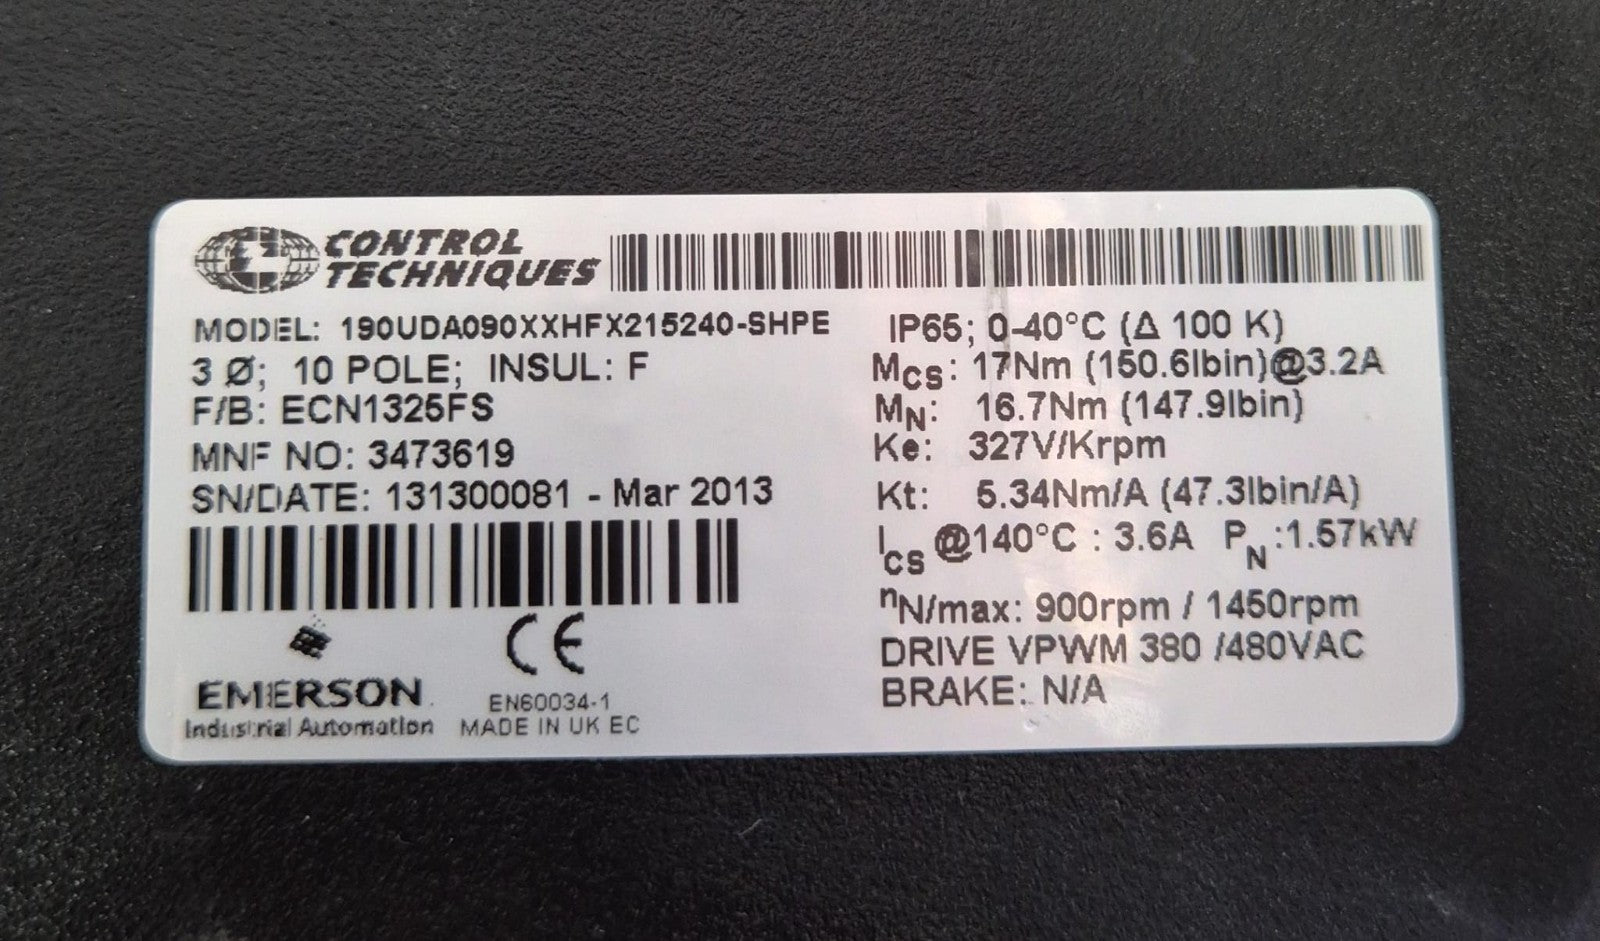 CONTROL
TECHNIQUES
MODEL: 190UDA090XXHFX215240-SHPE
3 Ø; 10 POLE; INSUL: F
F/B: ECN1325FS
MNF NO: 3473619
SN/DATE: 131300081 - Mar 2013
EMERSON
Industrial Automation
CE
EN60034-1
MADE IN UK EC
IP65; 0-40°C (Δ 100 K)
MCS: 17Nm (150.6lbin)@3.2A
MN: 16.7Nm (147.9lbin)
Ke: 327V/Krpm
Kt: 5.34Nm/A (47.3lbin/A)
ICS @140°C : 3.6A PN:1.57kW
nN/max: 900rpm / 1450rpm
DRIVE VPWM 380 /480VAC
BRAKE: N/A